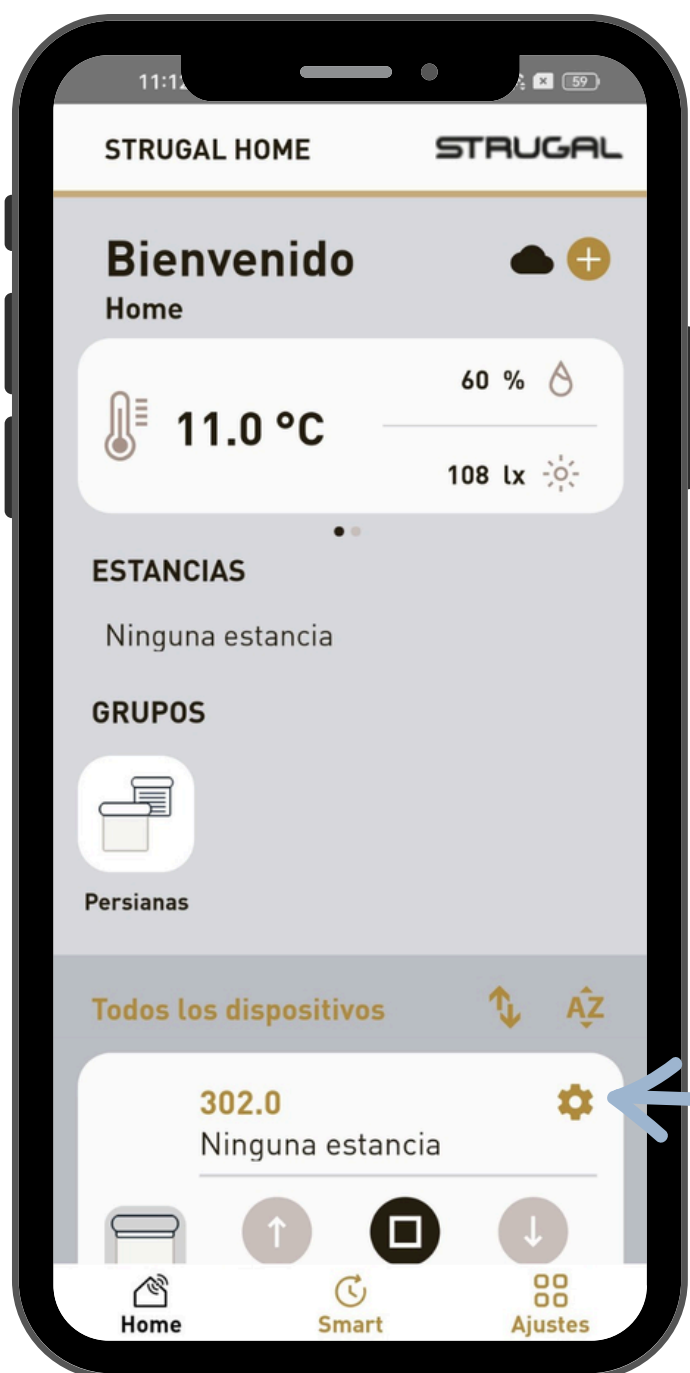 59
STRUGAL HOME STRUGAL
Bienvenido
Home
60 %
11.0 °C
108 lx
ESTANCIAS
Ninguna estancia
GRUPOS
Persianas
Todos los dispositivos AZ
302.0
Ninguna estancia
Home Smart Ajustes